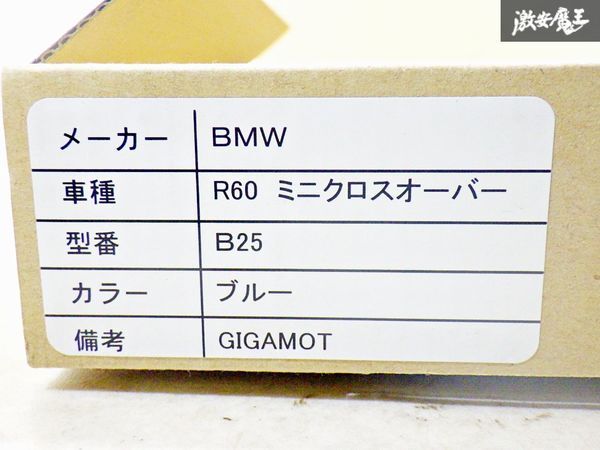 激安魔王
メーカー BMW
車種 R60 ミニクロスオーバー
型番 B25
カラー ブルー
備考 GIGAMOT